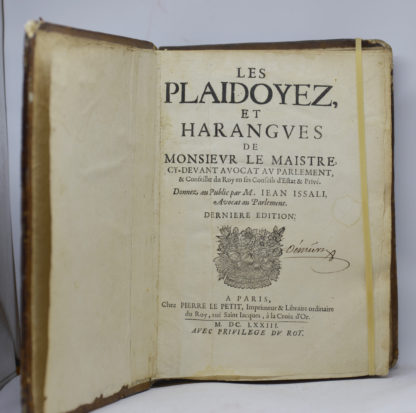 LES
PLAIDOYEZ,
ET
HARANGVES
DE
MONSIEVR LE MAISTRE,
CY-DEVANT AVOCAT AV PARLEMENT,
& Conseiller du Roy en ses Conseils d'Estat & Privé.
Donnez au Public par M. IEAN ISSALI,
Avocat au Parlement.
DERNIERE EDITION.
A PARIS,
Chez PIERRE LE PETIT, Imprimeur & Libraire ordinaire
du Roy, ruë Saint Iacques, à la Croix d'Or.
M. DC. LXXIII.
AVEC PRIVILEGE DV ROY.